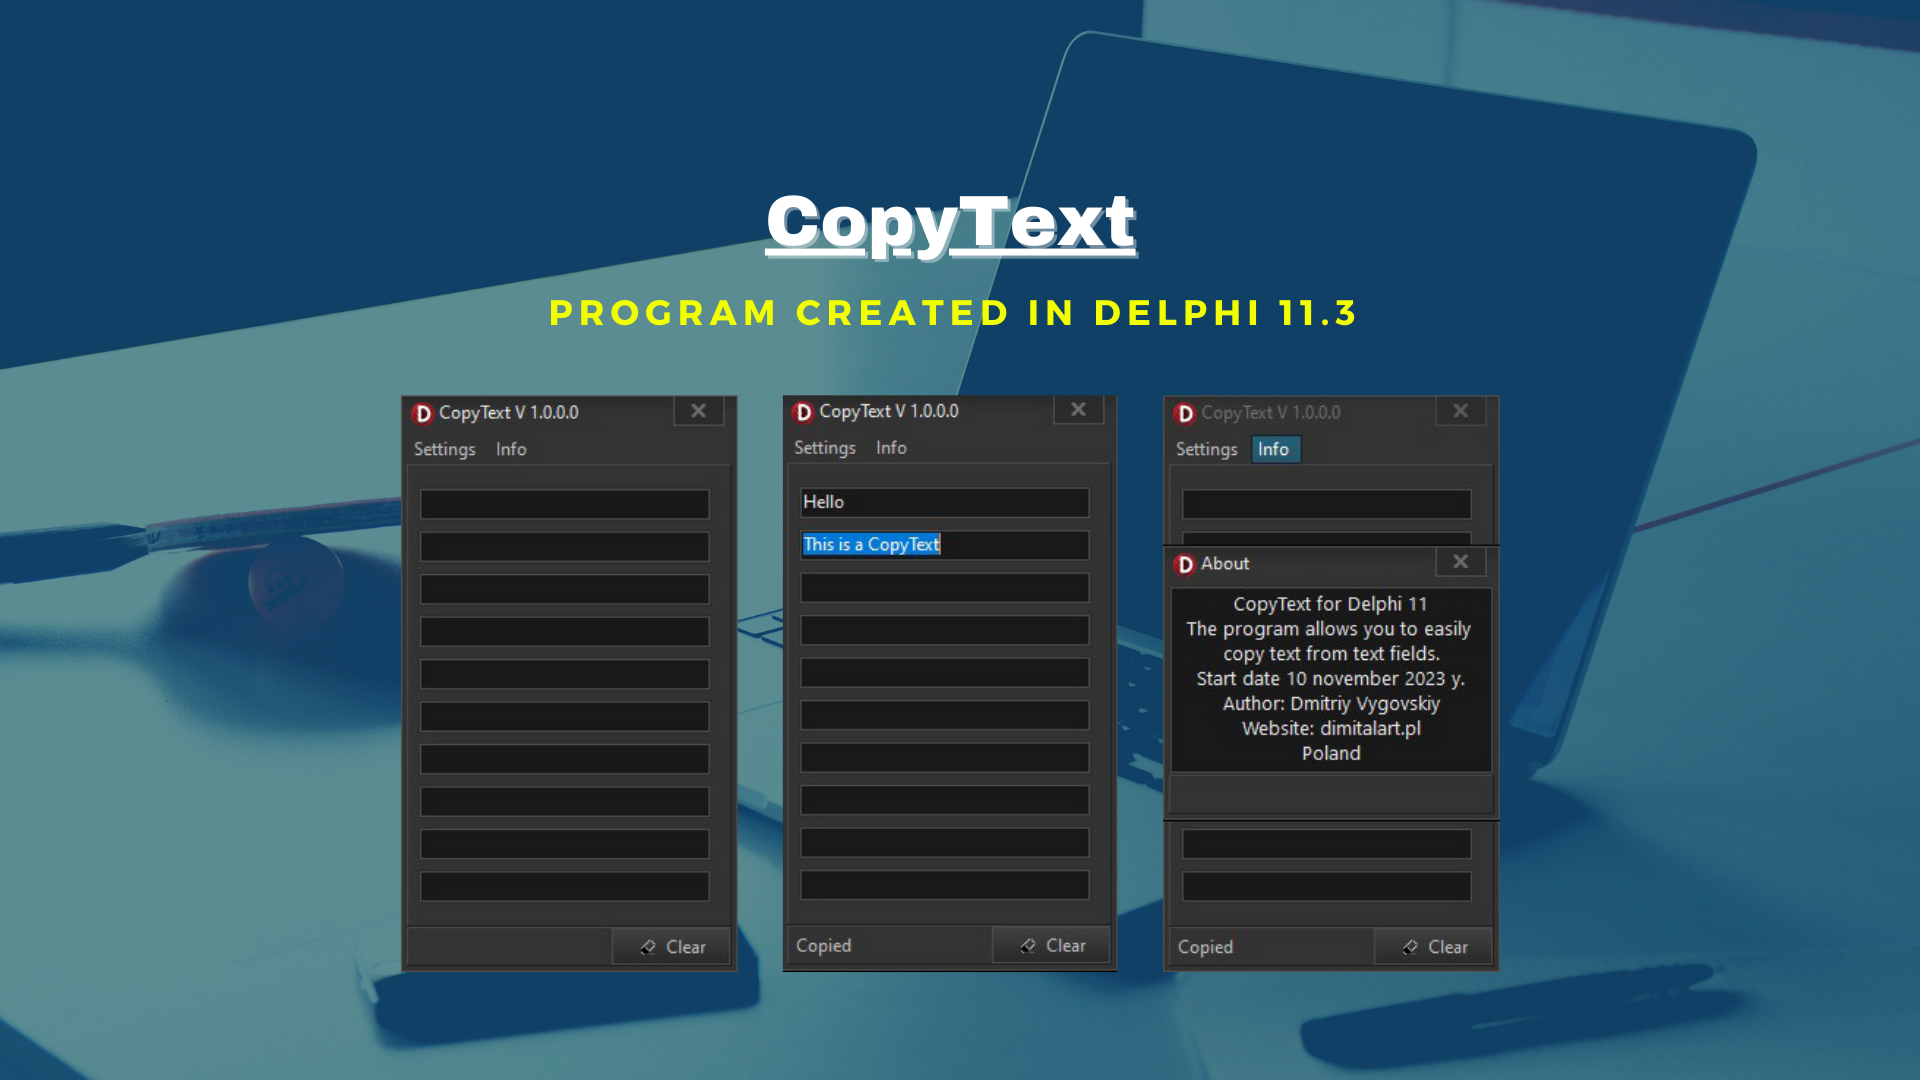 CopyText
PROGRAM CREATED IN DELPHI 11.3
CopyText V 1.0.0.0
Settings Info
Clear
CopyText V 1.0.0.0
Settings Info
Hello
This is a CopyText
Copied
Clear
CopyText V 1.0.0.0
Settings Info
About
CopyText for Delphi 11
The program allows you to easily
copy text from text fields.
Start date 10 november 2023 y.
Author: Dmitriy Vygovskiy
Website: dimitalart.pl
Poland
Copied
Clear